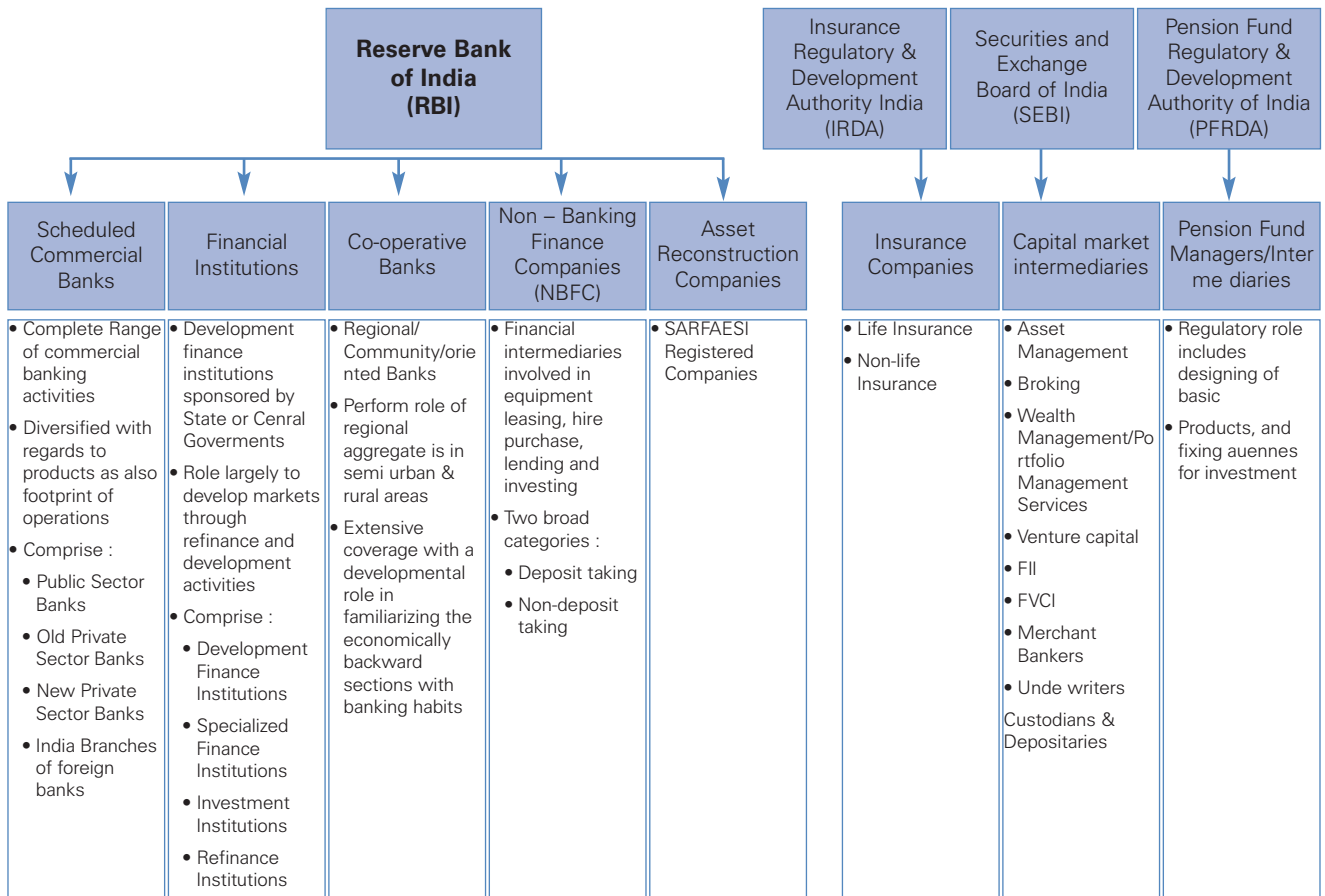 Reserve Bank
of India
(RBI)
Insurance
Regulatory &
Development
Authority India
(IRDA)
Securities and
Exchange
Board of India
(SEBI)
Pension Fund
Regulatory &
Development
Authority of India
(PFRDA)
Scheduled
Commercial
Banks
Financial
Institutions
Co-operative
Banks
Non – Banking
Finance
Companies
(NBFC)
Asset
Reconstruction
Companies
Insurance
Companies
Capital market
intermediaries
Pension Fund
Managers/Inter
me diaries
• Complete Range
of commercial
banking
activities
• Diversified with
regards to
products as also
footprint of
operations
• Comprise :
• Public Sector
Banks
• Old Private
Sector Banks
• New Private
Sector Banks
• India Branches
of foreign
banks
• Development
finance
institutions
sponsored by
State or Cenral
Goverments
• Role largely to
develop markets
through
refinance and
development
activities
• Comprise :
• Development
Finance
Institutions
• Specialized
Finance
Institutions
• Investment
Institutions
• Refinance
Institutions
• Regional/
Community/orie
nted Banks
• Perform role of
regional
aggregate is in
semi urban &
rural areas
• Extensive
coverage with a
developmental
role in
familiarizing the
economically
backward
sections with
banking habits
• Financial
intermediaries
involved in
equipment
leasing, hire
purchase,
lending and
investing
• Two broad
categories :
• Deposit taking
• Non-deposit
taking
• SARFAESI
Registered
Companies
• Life Insurance
• Non-life
Insurance
• Asset
Management
• Broking
• Wealth
Management/Po
rtfolio
Management
Services
• Venture capital
• FII
• FVCI
• Merchant
Bankers
• Unde writers
Custodians &
Depositaries
• Regulatory role
includes
designing of
basic
• Products, and
fixing auennes
for investment